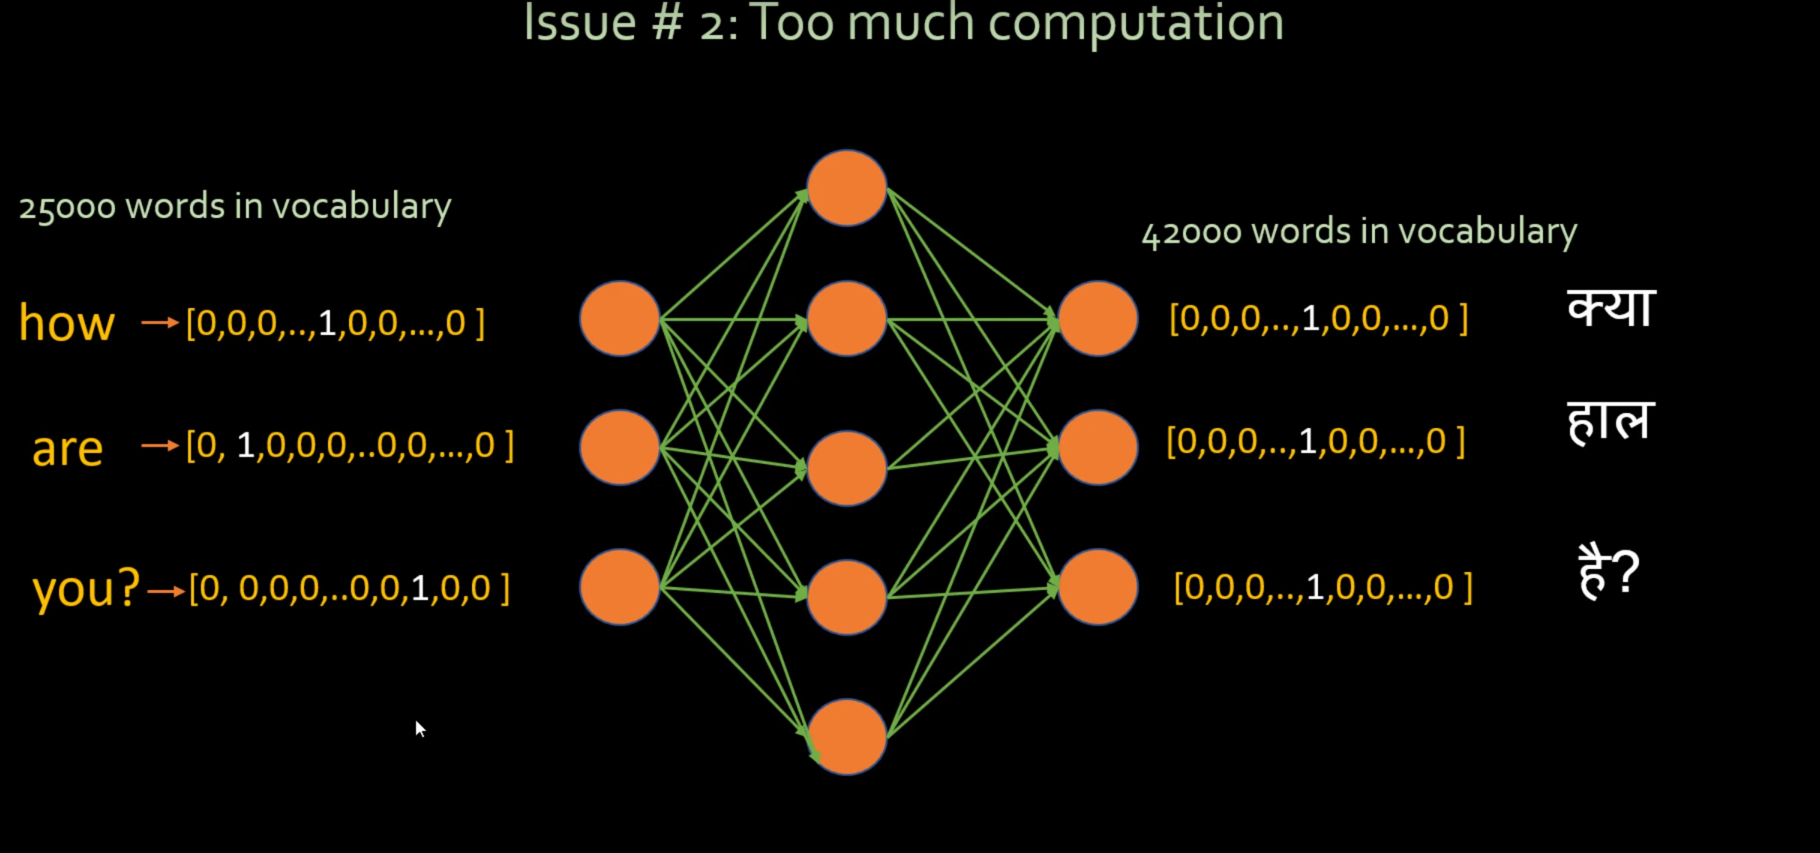 Issue # 2: Too much computation
25000 words in vocabulary
42000 words in vocabulary
how → [0,0,0,..,1,0,0,...,0 ]
[0,0,0,..,1,0,0,...,0 ] क्या
are → [0, 1,0,0,0,..0,0,...,0 ]
[0,0,0,..,1,0,0,...,0 ] हाल
you? → [0, 0,0,0,..0,0,1,0,0 ]
[0,0,0,..,1,0,0,...,0 ] है?